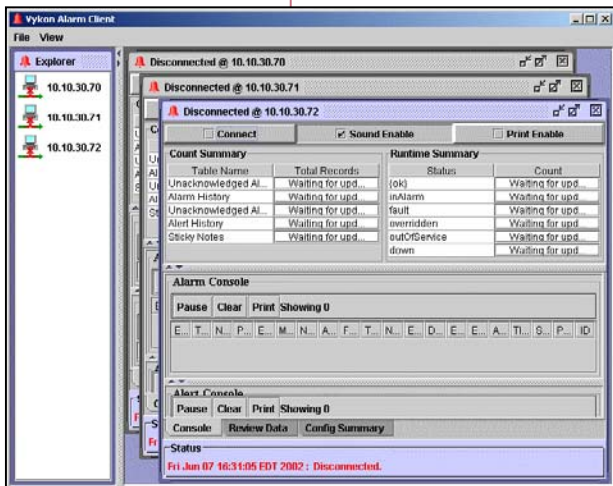 Vykon Alarm Client
File View
Explorer
10.10.30.70
10.10.30.71
10.10.30.72
Disconnected @ 10.10.30.70
Disconnected @ 10.10.30.71
Disconnected @ 10.10.30.72
Connect Sound Enable Print Enable
Count Summary
Table Name Total Records
Unacknowledged Al... Waiting for upd...
Alarm History Waiting for upd...
Unacknowledged Al... Waiting for upd...
Alert History Waiting for upd...
Sticky Notes Waiting for upd...
Runtime Summary
Status Count
{ok} Waiting for upd...
inAlarm Waiting for upd...
fault Waiting for upd...
overridden Waiting for upd...
outOfService Waiting for upd...
down Waiting for upd...
Alarm Console
Pause Clear Print Showing 0
E... T... N... P... E... M... N... A... F... T... N... E... D... E... E... A... TI... S... P... ID
Alert Console
Pause Clear Print Showing 0
Console Review Data Config Summary
Status
Fri Jun 07 16:31:05 EDT 2002 : Disconnected.